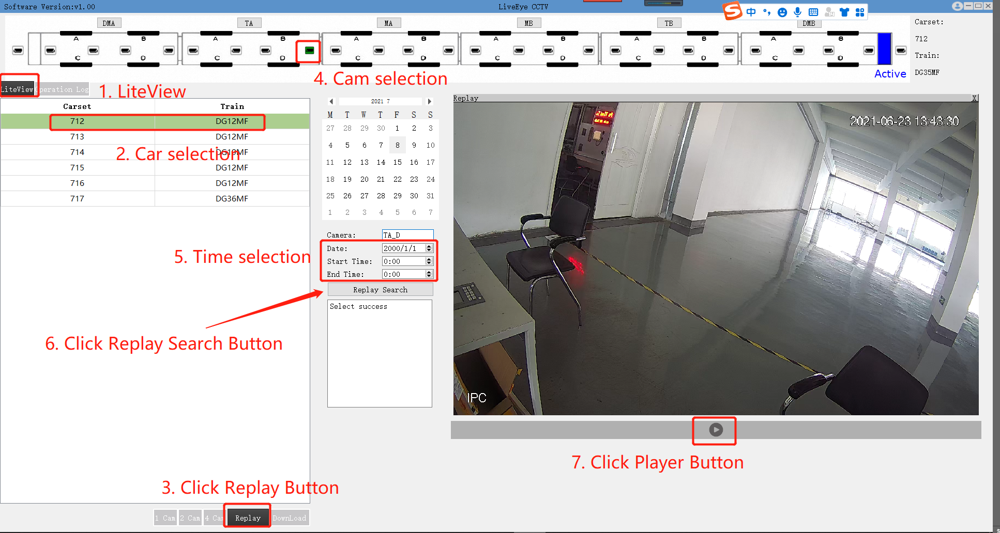 Software Version:v1.00
LiveEye CCTV
中
DMA
TA
MA
MB
TB
DMB
A B A B A B A B A B A B
C D C D C D C D C D C D
Active
Carset:
712
Train:
DG35MF
LiteView
Operation Log
1. LiteView
4. Cam selection
Carset Train
712 DG12MF
713 DG12MF
714 DG12MF
715 DG12MF
716 DG12MF
717 DG36MF
2. Car selection
2021 7
M T W T F S S
27 28 29 30 1 2 3
4 5 6 7 8 9 10
11 12 13 14 15 16 17
18 19 20 21 22 23 24
25 26 27 28 29 30 31
1 2 3 4 5 6 7
Camera: TA_D
Date: 2000/1/1
Start Time: 0:00
End Time: 0:00
5. Time selection
Replay Search
Select success
6. Click Replay Search Button
Replay
X
2021-06-23 13:43:30
IPC
7. Click Player Button
3. Click Replay Button
1 Cam
2 Cam
4 Cam
Replay
DownLoad